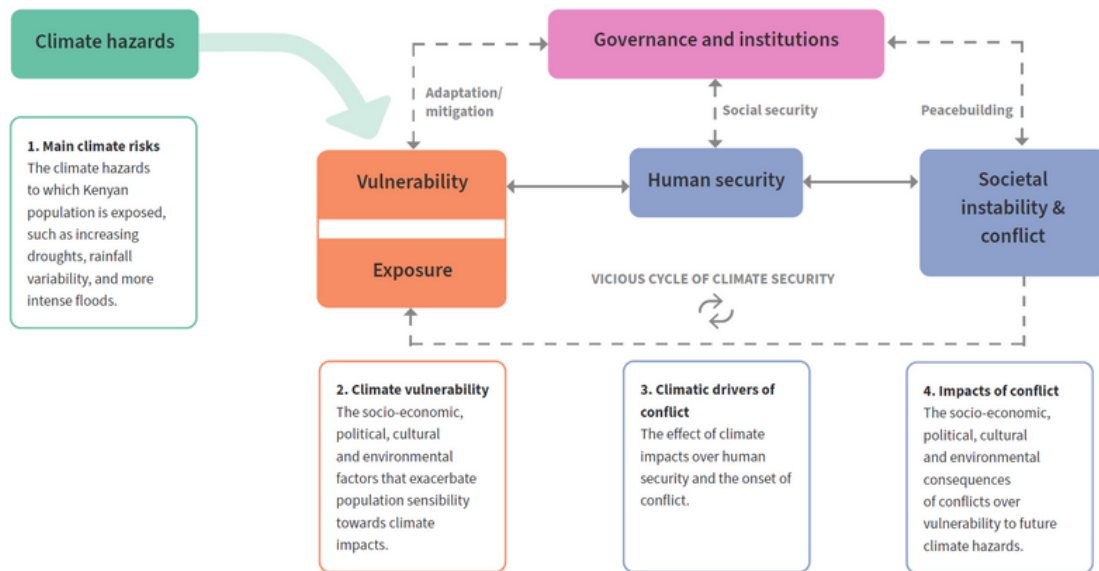 Climate hazards
Governance and institutions
Adaptation/
mitigation
Social security
Peacebuilding
1. Main climate risks
The climate hazards
to which Kenyan
population is exposed,
such as increasing
droughts, rainfall
variability, and more
intense floods.
Vulnerability
Exposure
Human security
Societal
instability &
conflict
VICIOUS CYCLE OF CLIMATE SECURITY
2. Climate vulnerability
The socio-economic,
political, cultural
and environmental
factors that exacerbate
population sensibility
towards climate
impacts.
3. Climatic drivers of
conflict
The effect of climate
impacts over human
security and the onset of
conflict.
4. Impacts of conflict
The socio-economic,
political, cultural
and environmental
consequences
of conflicts over
vulnerability to future
climate hazards.